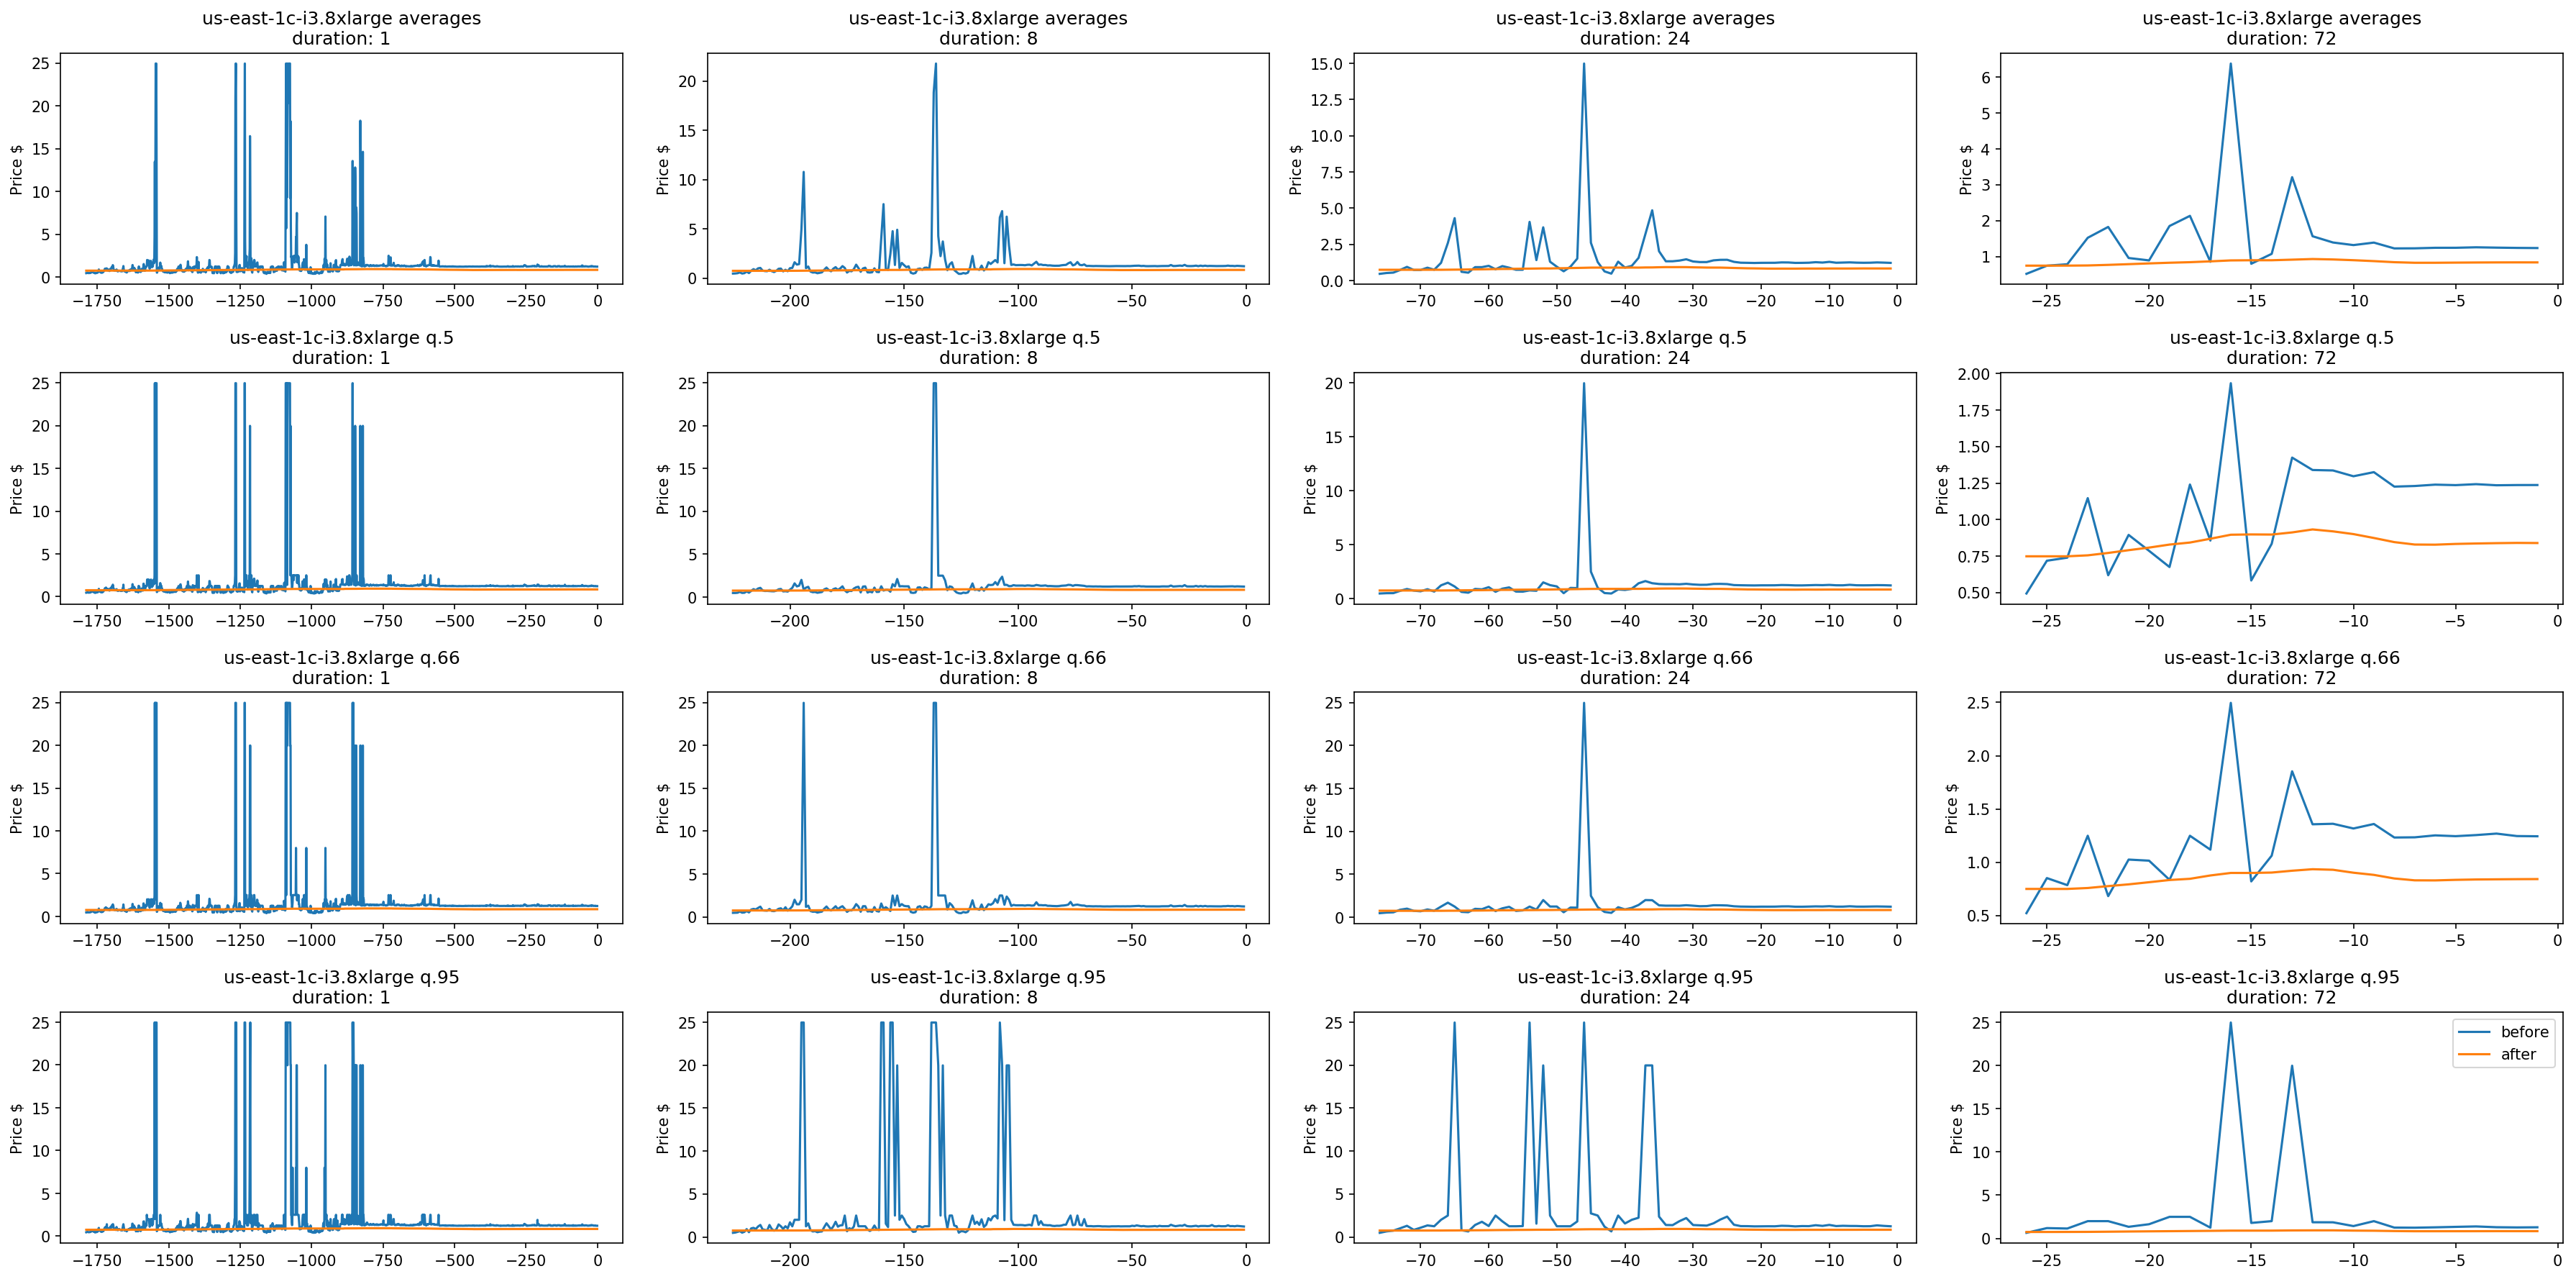 us-east-1c-i3.8xlarge averages
duration: 1
Price $
25
20
15
10
5
0
−1750 −1500 −1250 −1000 −750 −500 −250 0
us-east-1c-i3.8xlarge averages
duration: 8
Price $
20
15
10
5
0
−200 −150 −100 −50 0
us-east-1c-i3.8xlarge averages
duration: 24
Price $
15.0
12.5
10.0
7.5
5.0
2.5
0.0
−70 −60 −50 −40 −30 −20 −10 0
us-east-1c-i3.8xlarge averages
duration: 72
Price $
6
5
4
3
2
1
−25 −20 −15 −10 −5 0
us-east-1c-i3.8xlarge q.5
duration: 1
Price $
25
20
15
10
5
0
−1750 −1500 −1250 −1000 −750 −500 −250 0
us-east-1c-i3.8xlarge q.5
duration: 8
Price $
25
20
15
10
5
0
−200 −150 −100 −50 0
us-east-1c-i3.8xlarge q.5
duration: 24
Price $
20
15
10
5
0
−70 −60 −50 −40 −30 −20 −10 0
us-east-1c-i3.8xlarge q.5
duration: 72
Price $
2.00
1.75
1.50
1.25
1.00
0.75
0.50
−25 −20 −15 −10 −5 0
us-east-1c-i3.8xlarge q.66
duration: 1
Price $
25
20
15
10
5
0
−1750 −1500 −1250 −1000 −750 −500 −250 0
us-east-1c-i3.8xlarge q.66
duration: 8
Price $
25
20
15
10
5
0
−200 −150 −100 −50 0
us-east-1c-i3.8xlarge q.66
duration: 24
Price $
25
20
15
10
5
0
−70 −60 −50 −40 −30 −20 −10 0
us-east-1c-i3.8xlarge q.66
duration: 72
Price $
2.5
2.0
1.5
1.0
0.5
−25 −20 −15 −10 −5 0
us-east-1c-i3.8xlarge q.95
duration: 1
Price $
25
20
15
10
5
0
−1750 −1500 −1250 −1000 −750 −500 −250 0
us-east-1c-i3.8xlarge q.95
duration: 8
Price $
25
20
15
10
5
0
−200 −150 −100 −50 0
us-east-1c-i3.8xlarge q.95
duration: 24
Price $
25
20
15
10
5
0
−70 −60 −50 −40 −30 −20 −10 0
us-east-1c-i3.8xlarge q.95
duration: 72
Price $
25
20
15
10
5
0
−25 −20 −15 −10 −5 0
before
after